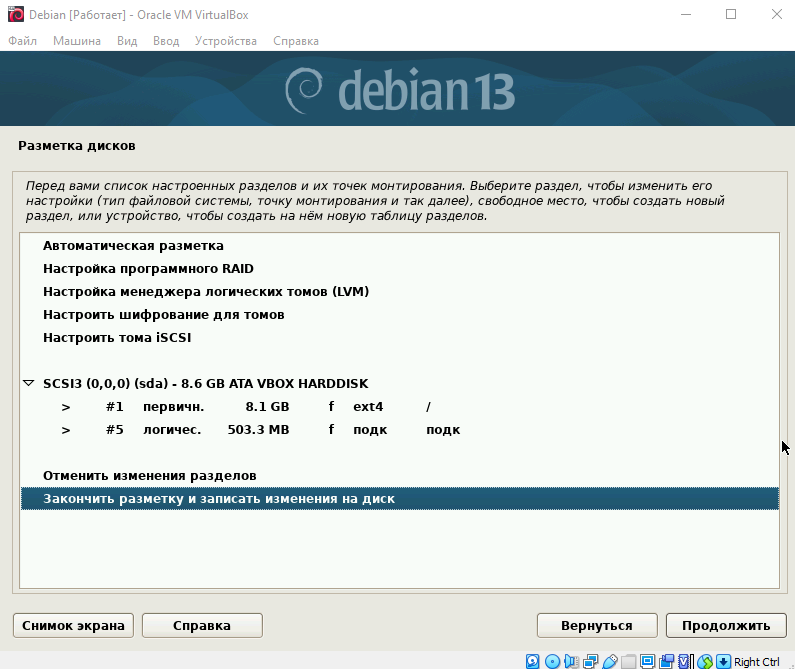 Debian [Работает] - Oracle VM VirtualBox
Файл Машина Вид Ввод Устройства Справка
debian 13
Разметка дисков
Перед вами список настроенных разделов и их точек монтирования. Выберите раздел, чтобы изменить его
настройки (тип файловой системы, точку монтирования и так далее), свободное место, чтобы создать новый
раздел, или устройство, чтобы создать на нём новую таблицу разделов.
Автоматическая разметка
Настройка программного RAID
Настройка менеджера логических томов (LVM)
Настроить шифрование для томов
Настроить тома iSCSI
SCSI3 (0,0,0) (sda) - 8.6 GB ATA VBOX HARDDISK
> #1 первичн. 8.1 GB f ext4 /
> #5 логичес. 503.3 MB f подк подк
Отменить изменения разделов
Закончить разметку и записать изменения на диск
Снимок экрана Справка Вернуться Продолжить
Right Ctrl